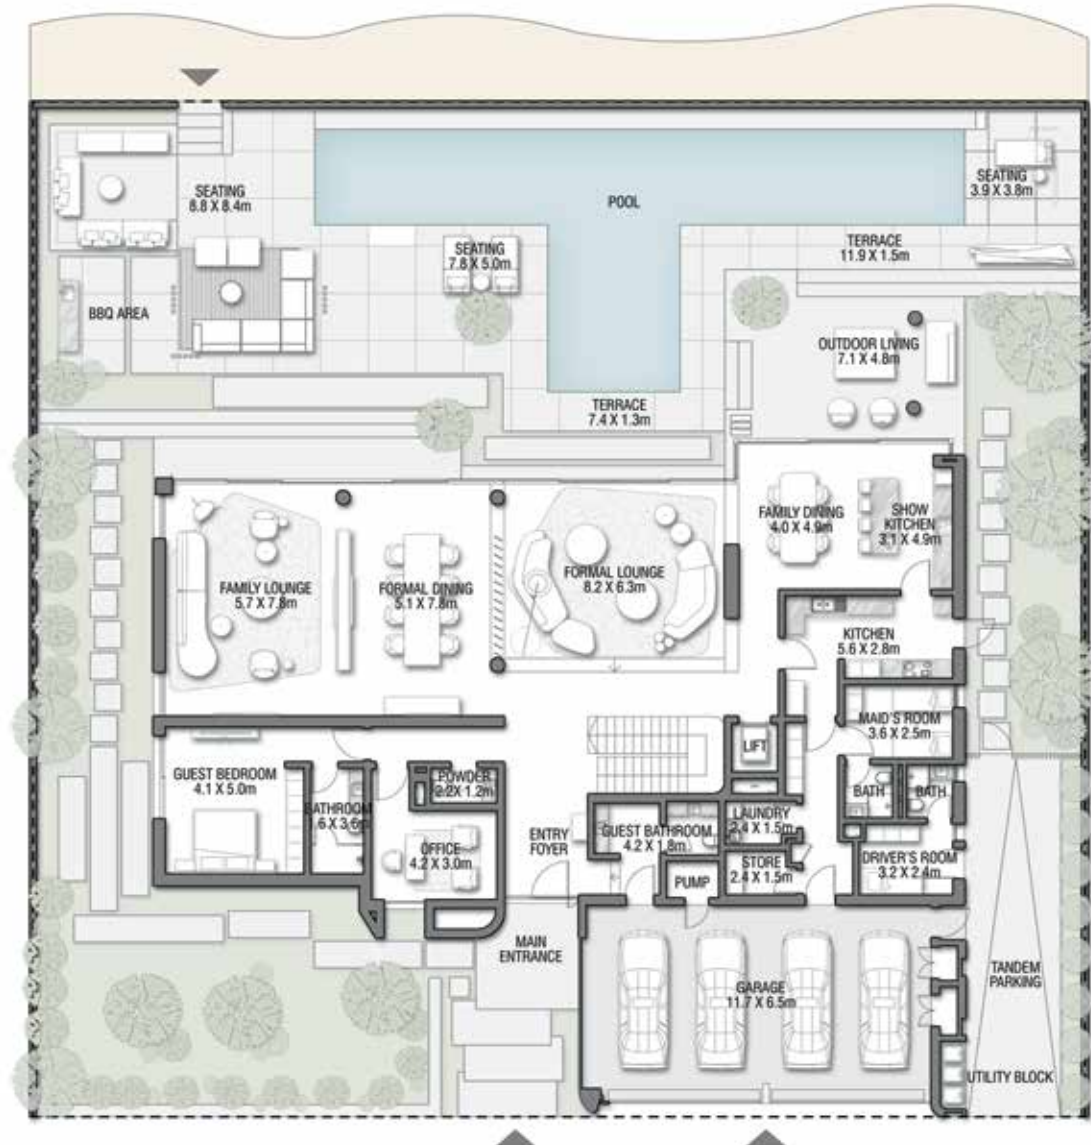 SEATING
8.8 X 8.4m
POOL
SEATING
3.9 X 3.8m
SEATING
7.8 X 5.0m
TERRACE
11.9 X 1.5m
BBQ AREA
OUTDOOR LIVING
7.1 X 4.8m
TERRACE
7.4 X 1.3m
FAMILY DINING
4.0 X 4.9m
SHOW
KITCHEN
3.1 X 4.9m
FAMILY LOUNGE
5.7 X 7.8m
FORMAL DINING
5.1 X 7.8m
FORMAL LOUNGE
8.2 X 6.3m
KITCHEN
5.6 X 2.8m
MAID'S ROOM
3.6 X 2.5m
LIFT
GUEST BEDROOM
4.1 X 5.0m
POWDER
2.2X 1.2m
BATHROOM
1.6 X 3.6m
BATH
BATH
LAUNDRY
2.4 X 1.5m
GUEST BATHROOM
4.2 X 1.8m
ENTRY
FOYER
OFFICE
4.2 X 3.0m
STORE
2.4 X 1.5m
DRIVER'S ROOM
3.2 X 2.4m
PUMP
MAIN
ENTRANCE
GARAGE
11.7 X 6.5m
TANDEM
PARKING
UTILITY BLOCK